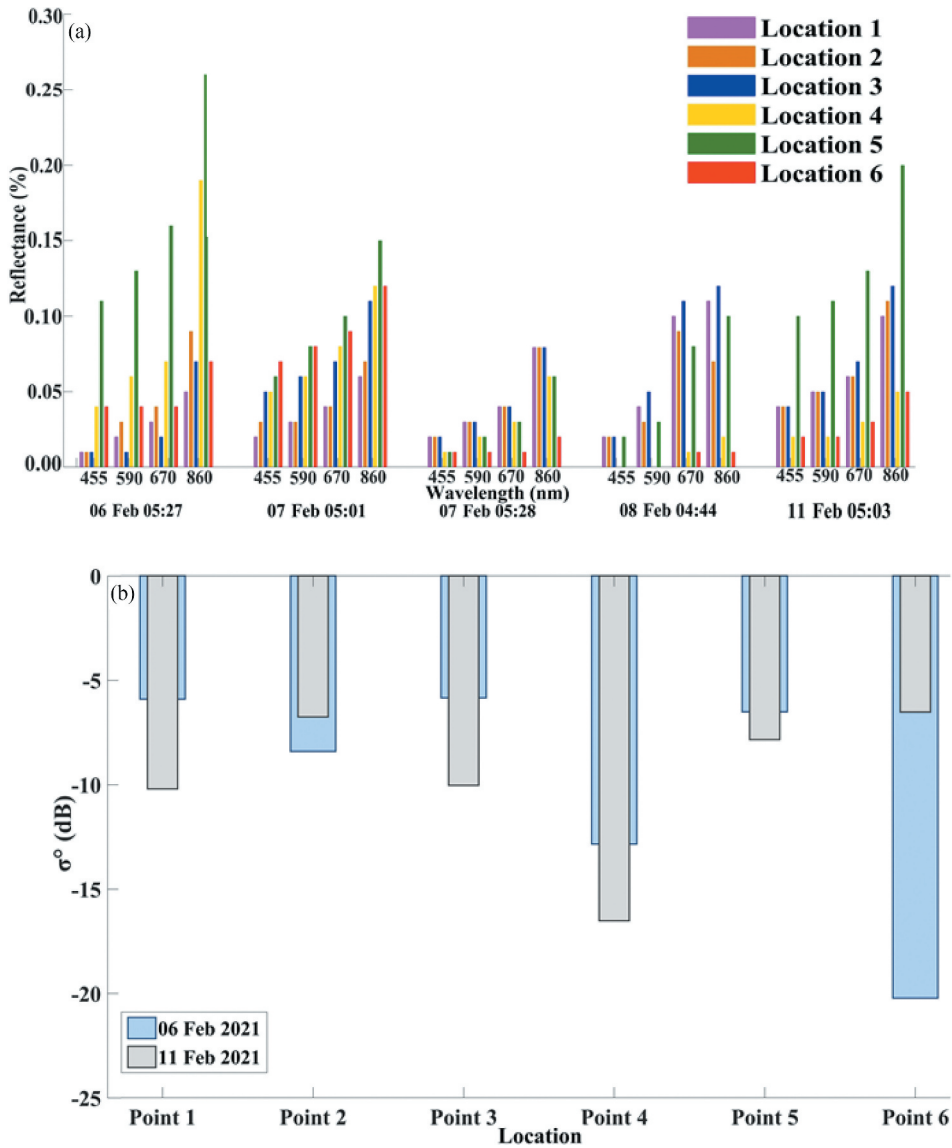 (a)
0.30
0.25
0.20
0.15
0.10
0.05
0.00
Reflectance (%)
Location 1
Location 2
Location 3
Location 4
Location 5
Location 6
455 590 670 860 455 590 670 860 455 590 670 860 455 590 670 860 455 590 670 860
Wavelength (nm)
06 Feb 05:27 07 Feb 05:01 07 Feb 05:28 08 Feb 04:44 11 Feb 05:03
(b)
0
-5
-10
-15
-20
-25
σ° (dB)
06 Feb 2021
11 Feb 2021
Point 1 Point 2 Point 3 Point 4 Point 5 Point 6
Location